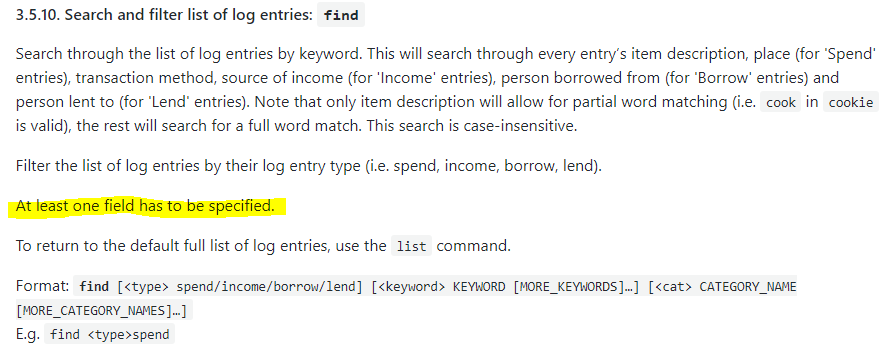 3.5.10. Search and filter list of log entries: find
Search through the list of log entries by keyword. This will search through every entry's item description, place (for 'Spend'
entries), transaction method, source of income (for 'Income' entries), person borrowed from (for 'Borrow' entries) and
person lent to (for 'Lend' entries). Note that only item description will allow for partial word matching (i.e. cook in cookie
is valid), the rest will search for a full word match. This search is case-insensitive.
Filter the list of log entries by their log entry type (i.e. spend, income, borrow, lend).
At least one field has to be specified.
To return to the default full list of log entries, use the list command.
Format: find [<type> spend/income/borrow/lend] [<keyword> KEYWORD [MORE_KEYWORDS]…] [<cat> CATEGORY_NAME
[MORE_CATEGORY_NAMES]…]
E.g. find <type>spend